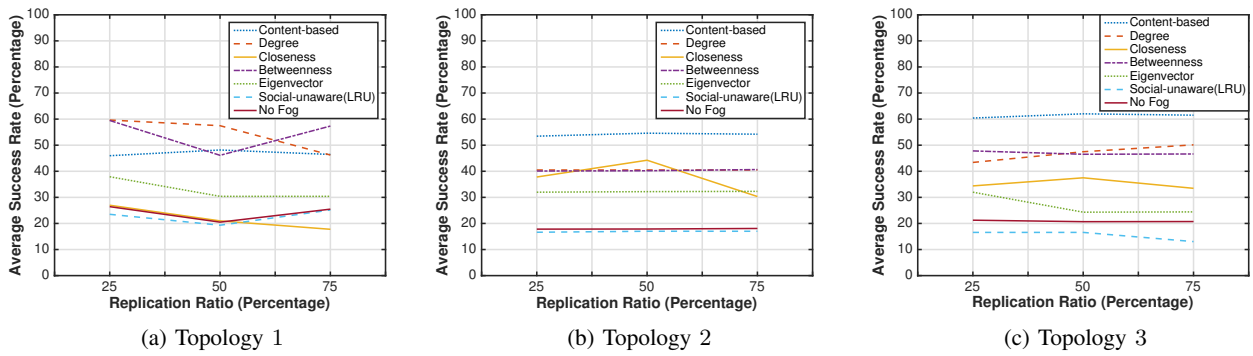 Average Success Rate (Percentage)
100
90
80
70
60
50
40
30
20
10
0
Content-based
Degree
Closeness
Betweenness
Eigenvector
Social-unaware(LRU)
No Fog
25
50
75
Replication Ratio (Percentage)
(a) Topology 1
Average Success Rate (Percentage)
100
90
80
70
60
50
40
30
20
10
0
Content-based
Degree
Closeness
Betweenness
Eigenvector
Social-unaware(LRU)
No Fog
25
50
75
Replication Ratio (Percentage)
(b) Topology 2
Average Success Rate (Percentage)
100
90
80
70
60
50
40
30
20
10
0
Content-based
Degree
Closeness
Betweenness
Eigenvector
Social-unaware(LRU)
No Fog
25
50
75
Replication Ratio (Percentage)
(c) Topology 3